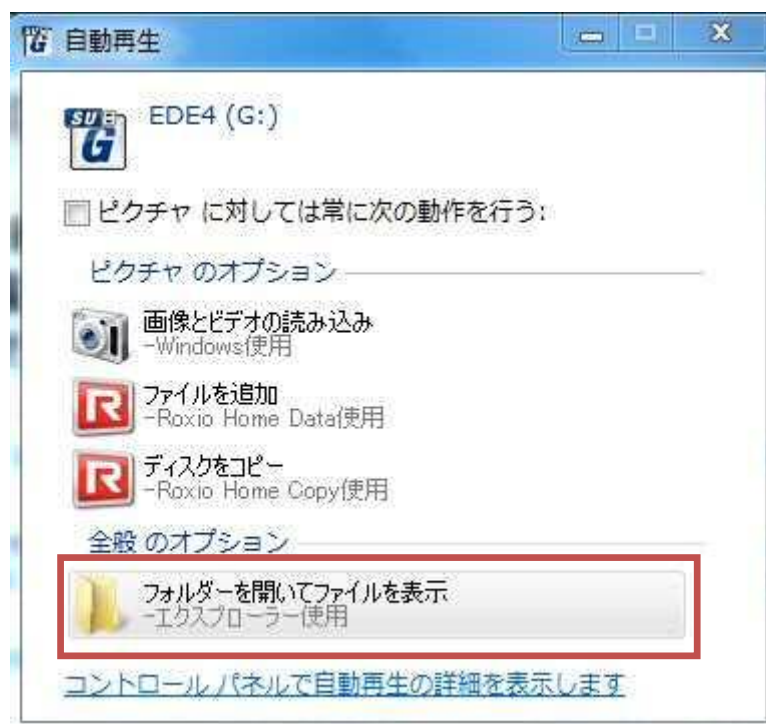 自動再生
EDE4 (G:)
ピクチャ に対しては常に次の動作を行う:
ピクチャ のオプション
画像とビデオの読み込み
-Windows使用
ファイルを追加
-Roxio Home Data使用
ディスクをコピー
-Roxio Home Copy使用
全般 のオプション
フォルダーを開いてファイルを表示
-エクスプローラー使用
コントロール パネルで自動再生の詳細を表示します